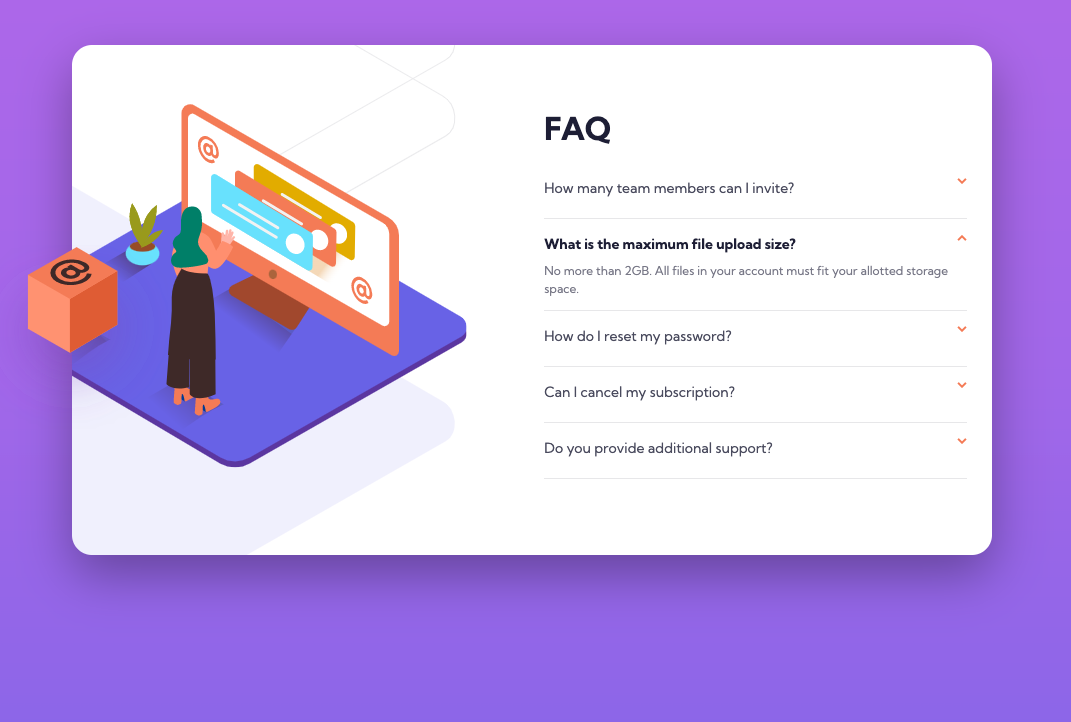 @
@
@
FAQ
How many team members can I invite?
What is the maximum file upload size?
No more than 2GB. All files in your account must fit your allotted storage
space.
How do I reset my password?
Can I cancel my subscription?
Do you provide additional support?